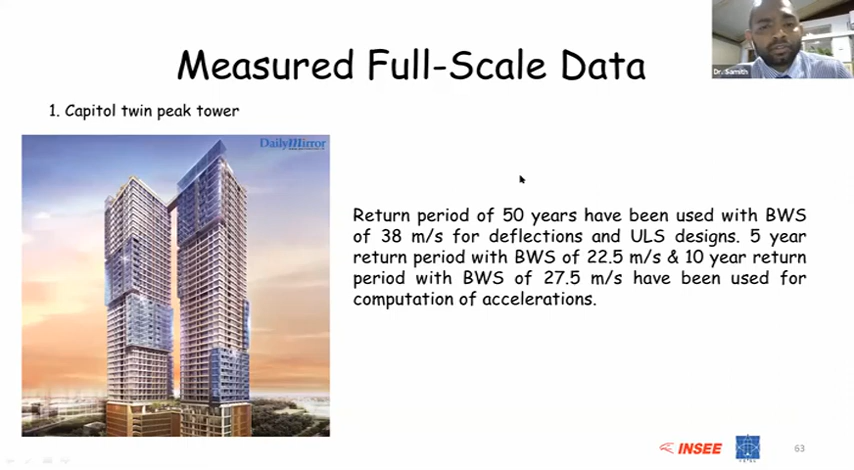 Dr. Samith
Measured Full-Scale Data
1. Capitol twin peak tower
DailyMirror
Return period of 50 years have been used with BWS
of 38 m/s for deflections and ULS designs. 5 year
return period with BWS of 22.5 m/s & 10 year return
period with BWS of 27.5 m/s have been used for
computation of accelerations.
INSEE
63